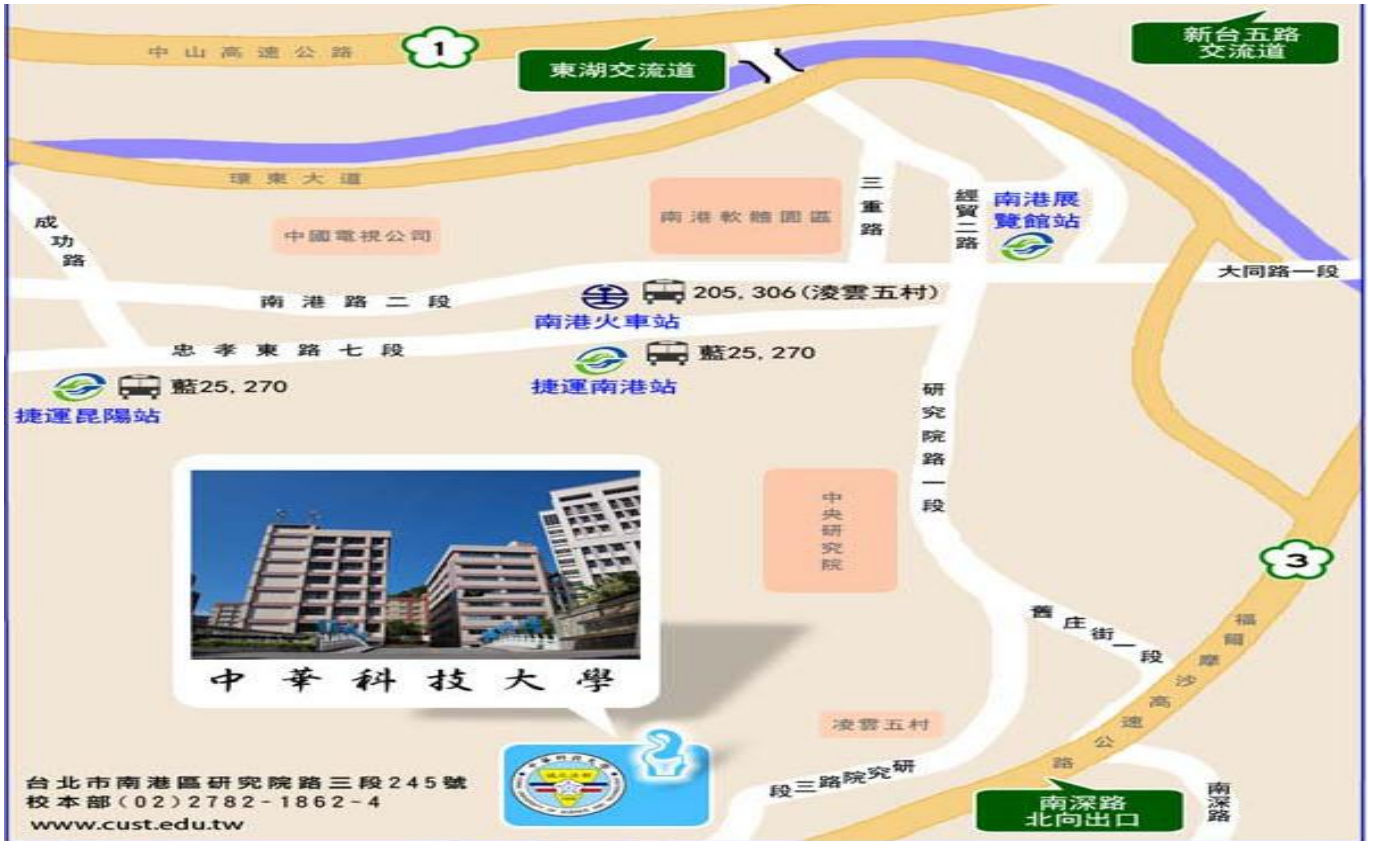 中山高速公路
1
東湖交流道
新台五路
交流道
環東大道
成功路
中國電視公司
南港軟體園區
三重路
經貿二路
南港展
覽館站
大同路一段
南港路二段
205, 306(淩雲五村)
南港火車站
忠孝東路七段
藍25, 270
捷運南港站
藍25, 270
捷運昆陽站
研究院路一段
中央研究院
3
舊庄街一段
福爾摩沙高速公路
中華科技大學
凌雲五村
段三路院究研
南深路
北向出口
南深路
台北市南港區研究院路三段245號
校本部(02)2782-1862-4
www.cust.edu.tw